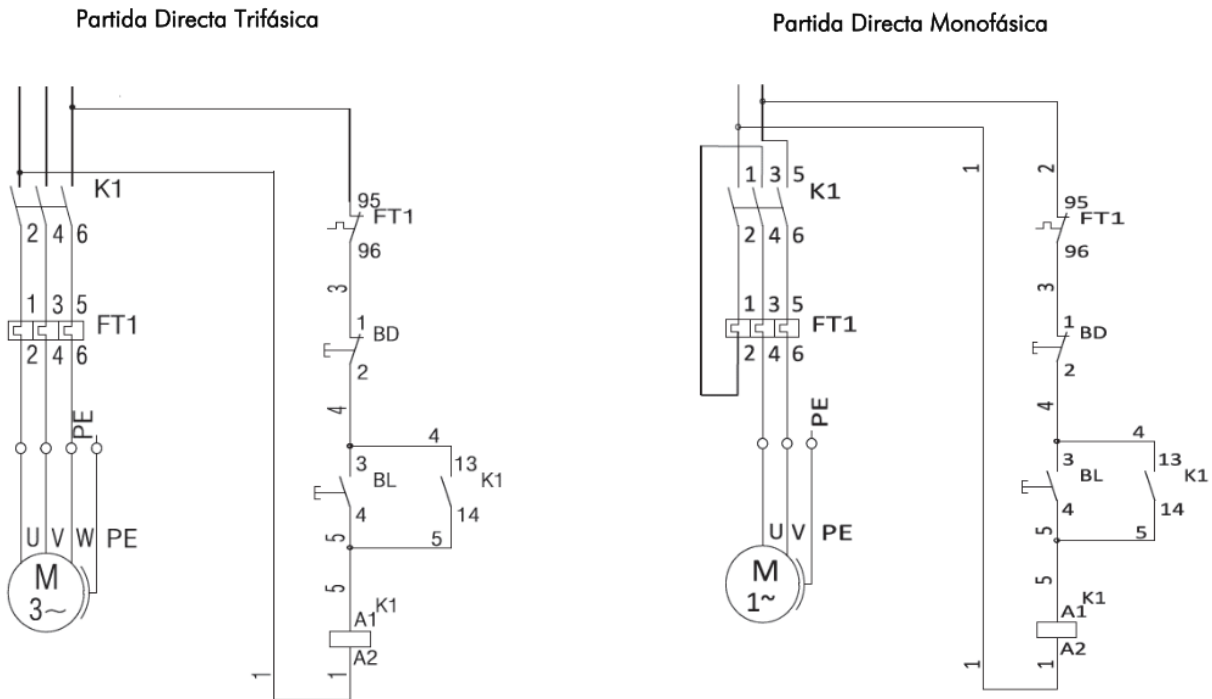 Partida Directa Trifásica
K1
2 4 6
1 3 5
FT1
2 4 6
PE
U V W PE
M
3~
95
FT1
96
3
1
BD
2
4
4
3
BL
4
13
K1
14
5
5
5
A1 K1
A2
1
1
Partida Directa Monofásica
1 3 5
K1
2 4 6
1 3 5
FT1
2 4 6
PE
U V PE
M
1~
1
2
95
FT1
96
3
1
BD
2
4
4
3
BL
4
13
K1
14
5
5
5
A1 K1
A2
1
1